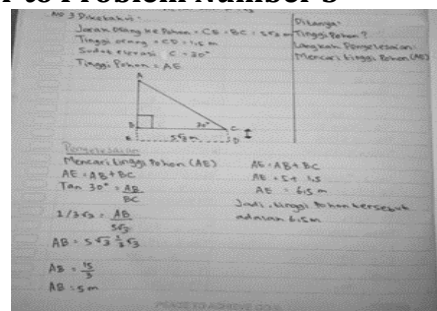 No 3 Diketahui :
Jarak orang ke Pohon = CB = BC = 5√3 m
Tinggi orang = CD = 1,5 m
Sudut elevasi C = 30°
Tinggi Pohon = AE
Ditanya :
Tinggi Pohon ?
Langkah Penyelesaian :
Mencari tinggi Pohon (AE)
A
B
30°
C
E
5√3 m
D
Penyelesaian
Mencari tinggi Pohon (AE)
AE = AB + BC
Tan 30° = AB
BC
1/3√3 = AB
5√3
AB = 5√3 1/3√3
AB = 15
3
AB = 5 m
AE = AB + BC
AE = 5 + 1,5
AE = 6,5 m
Jadi, tinggi Pohon tersebut
adalah 6,5m